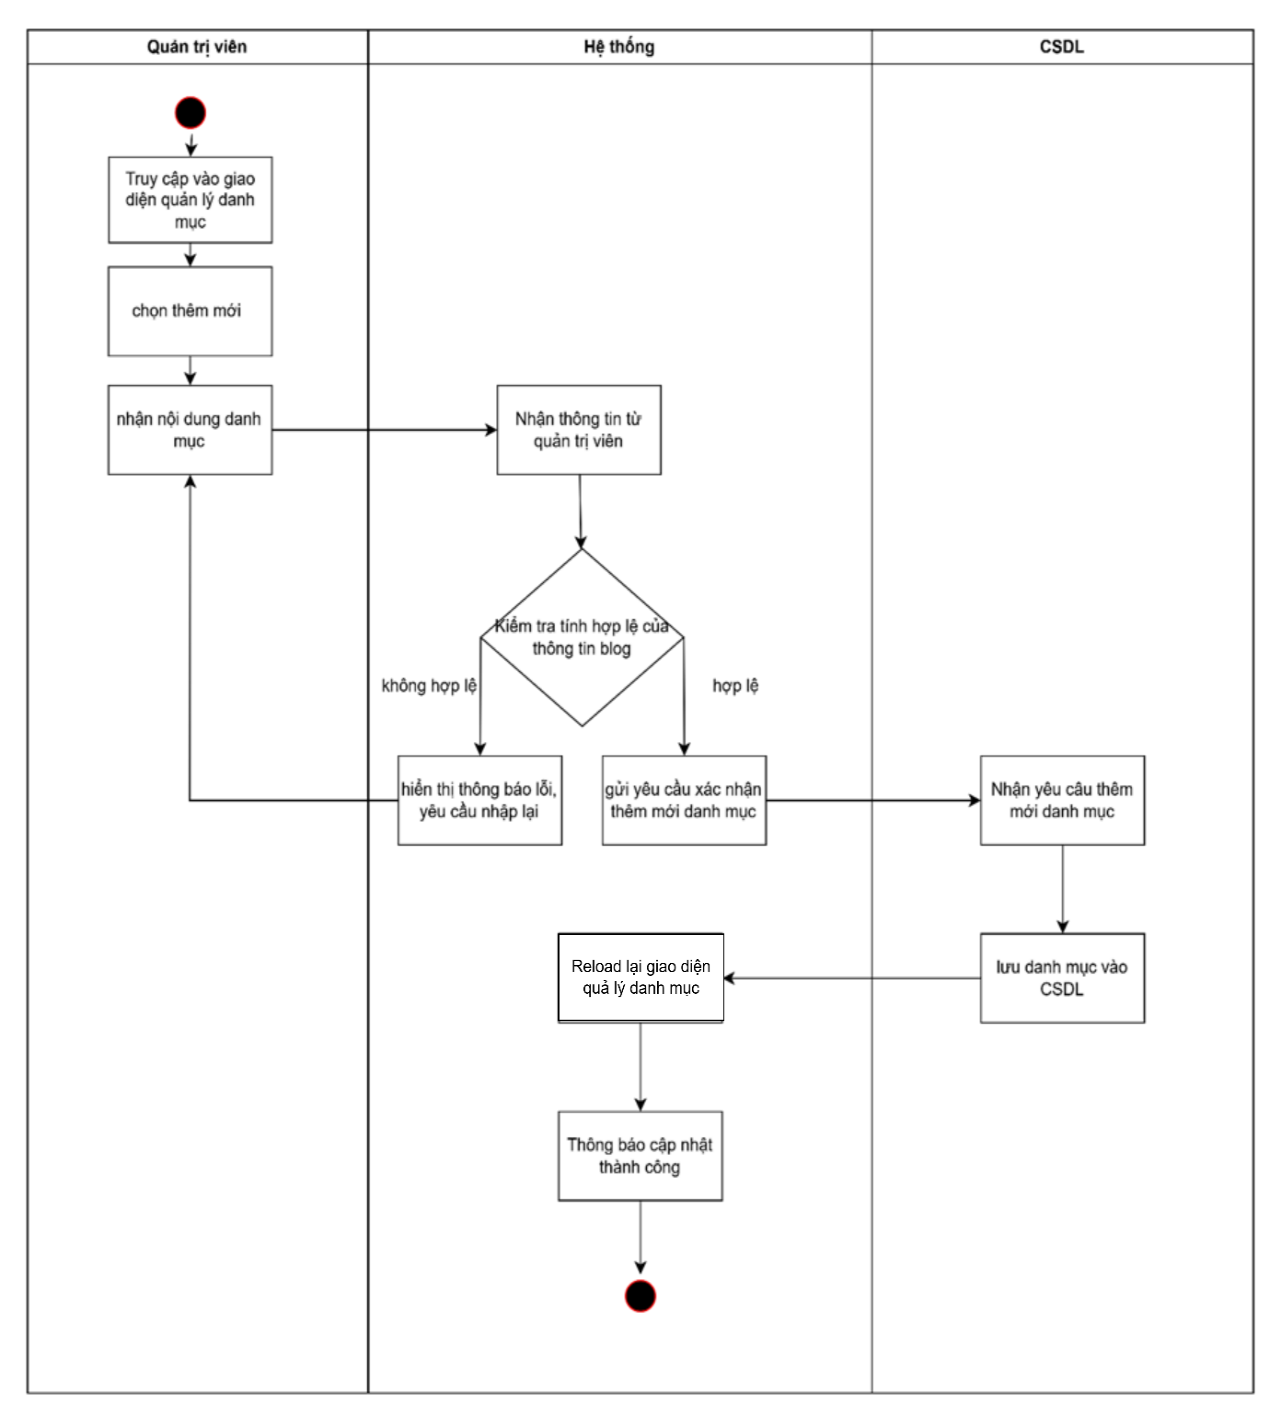 Quản trị viên
Hệ thống
CSDL
Truy cập vào giao
diện quản lý danh
mục
chọn thêm mới
nhận nội dung danh
mục
Nhận thông tin từ
quản trị viên
Kiểm tra tính hợp lệ của
thông tin blog
không hợp lệ
hợp lệ
hiển thị thông báo lỗi,
yêu cầu nhập lại
gửi yêu cầu xác nhận
thêm mới danh mục
Nhận yêu câu thêm
mới danh mục
Reload lại giao diện
quả lý danh mục
lưu danh mục vào
CSDL
Thông báo cập nhật
thành công